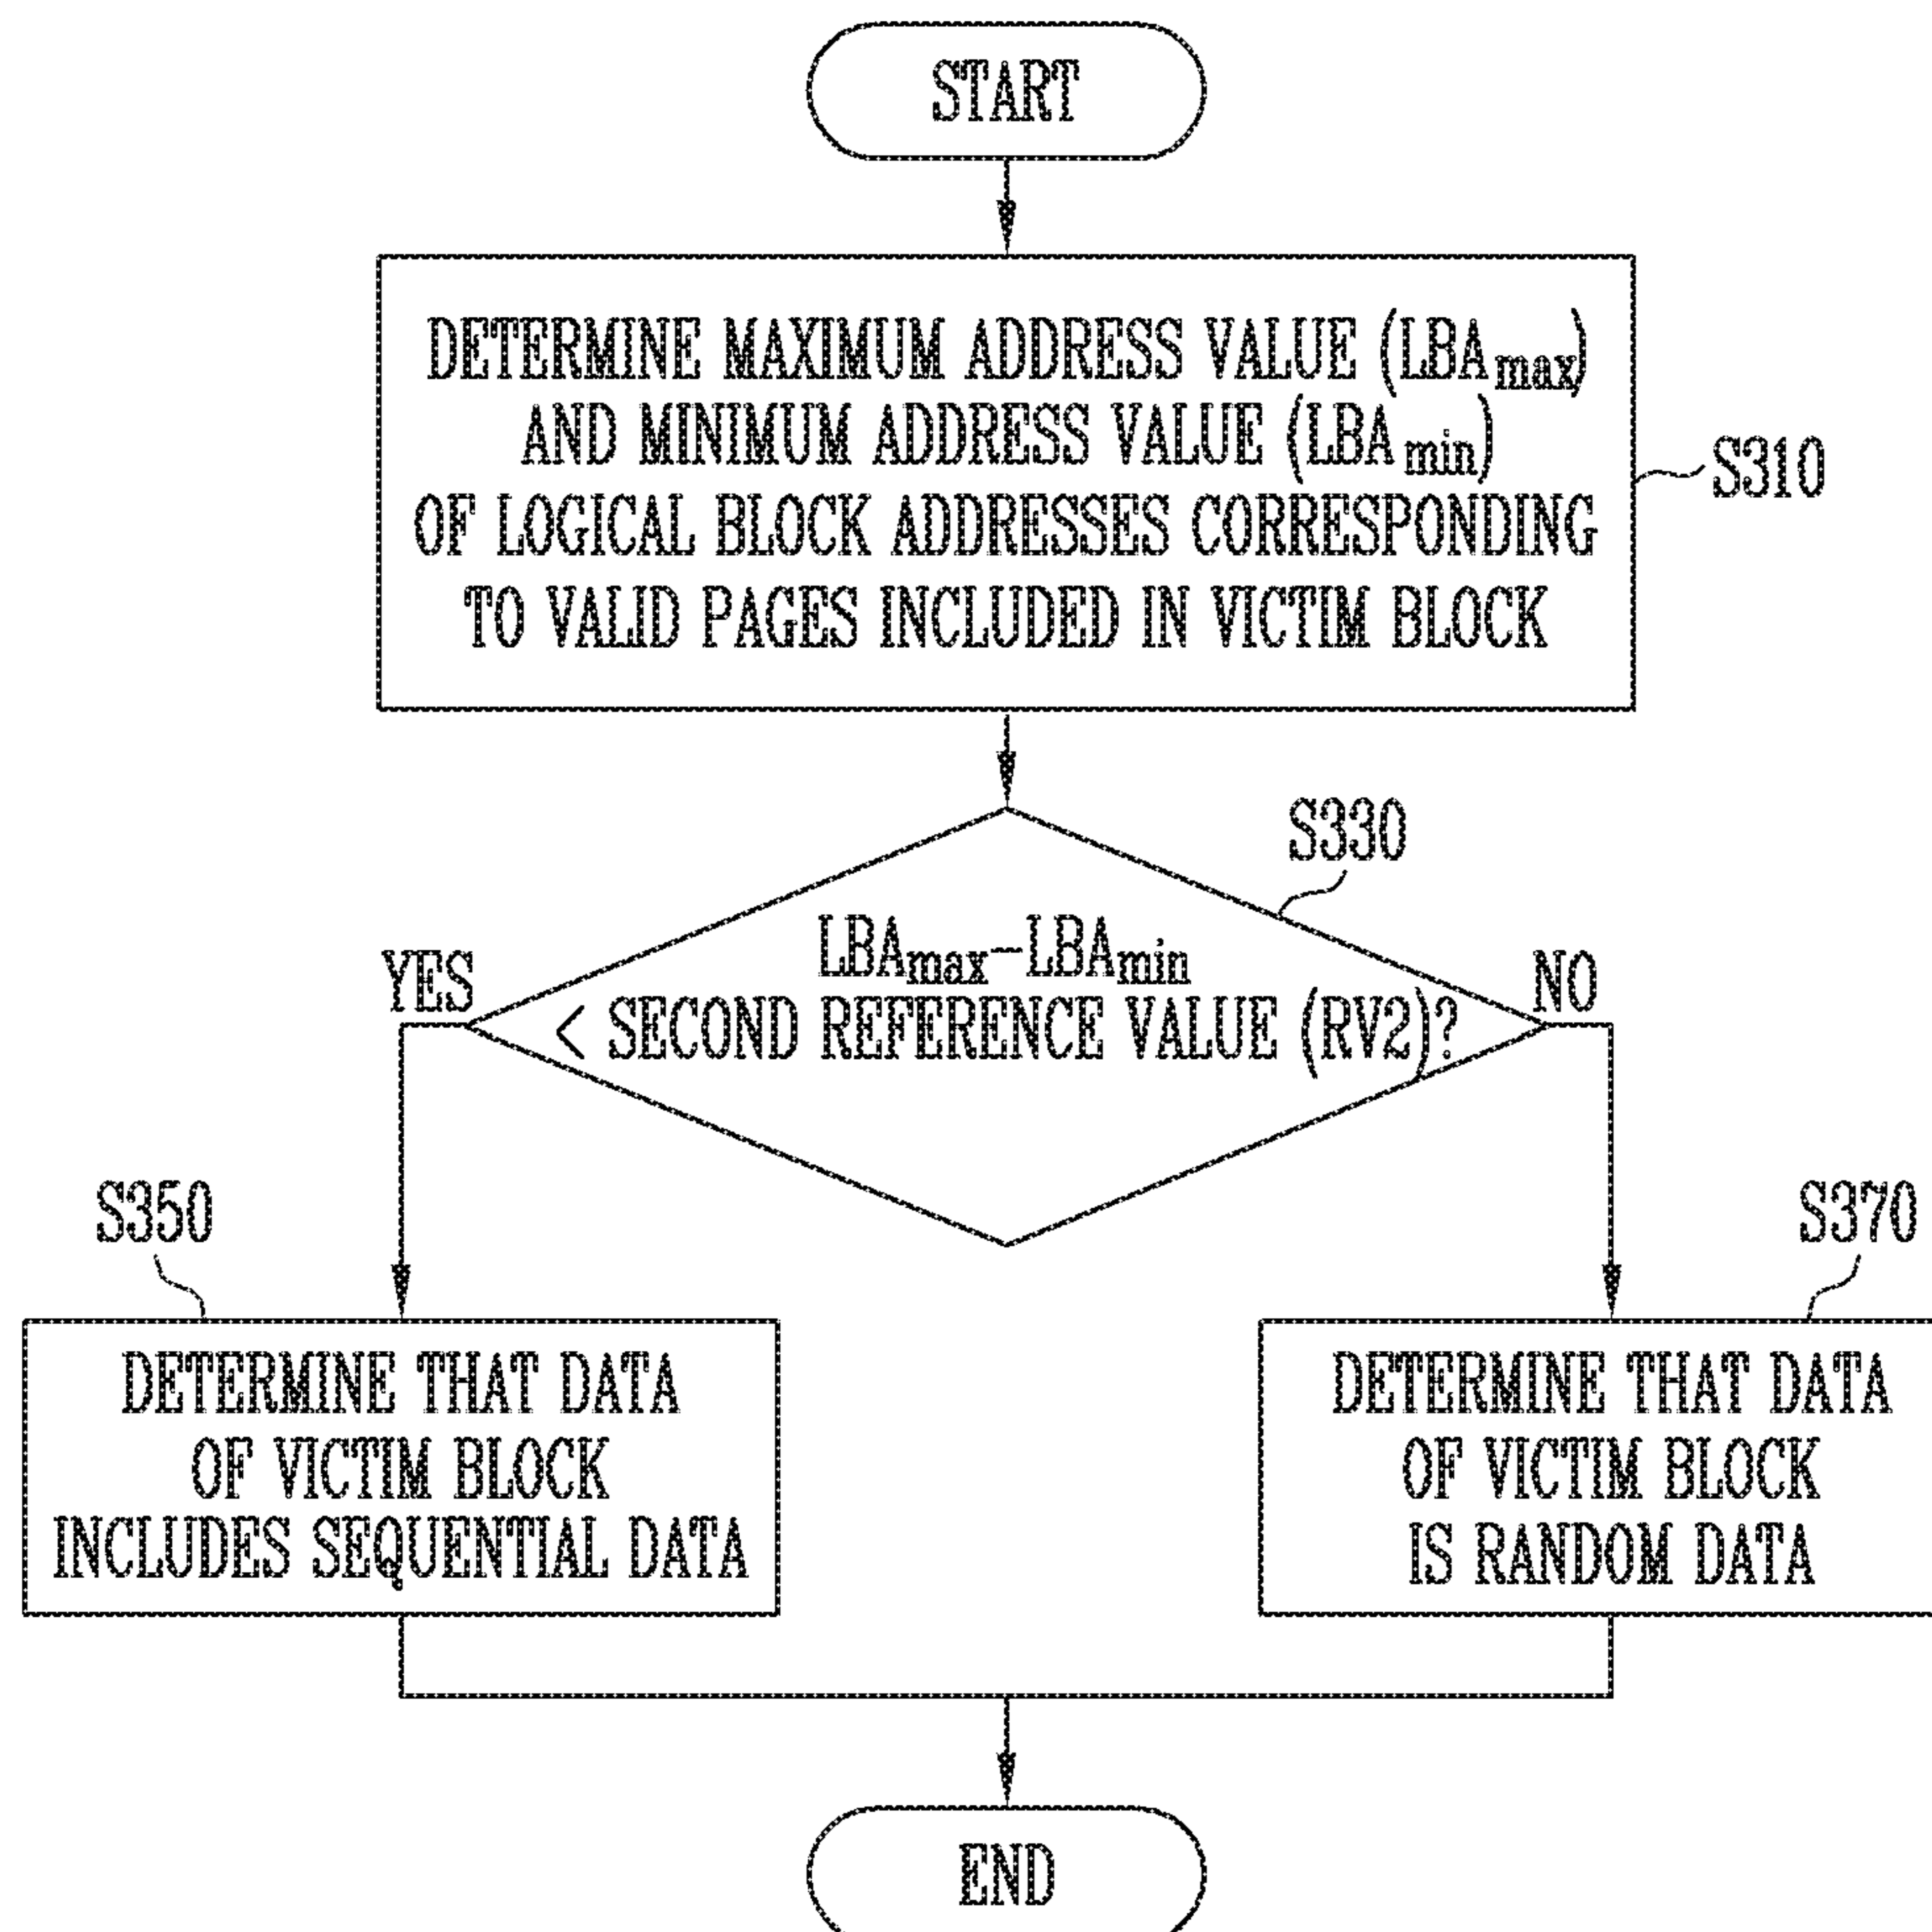 START
DETERMINE MAXIMUM ADDRESS VALUE (LBAmax)
AND MINIMUM ADDRESS VALUE (LBAmin)
OF LOGICAL BLOCK ADDRESSES CORRESPONDING
TO VALID PAGES INCLUDED IN VICTIM BLOCK
S310
S330
LBAmax-LBAmin
< SECOND REFERENCE VALUE (RV2)?
YES
NO
S350
DETERMINE THAT DATA
OF VICTIM BLOCK
INCLUDES SEQUENTIAL DATA
S370
DETERMINE THAT DATA
OF VICTIM BLOCK
IS RANDOM DATA
END